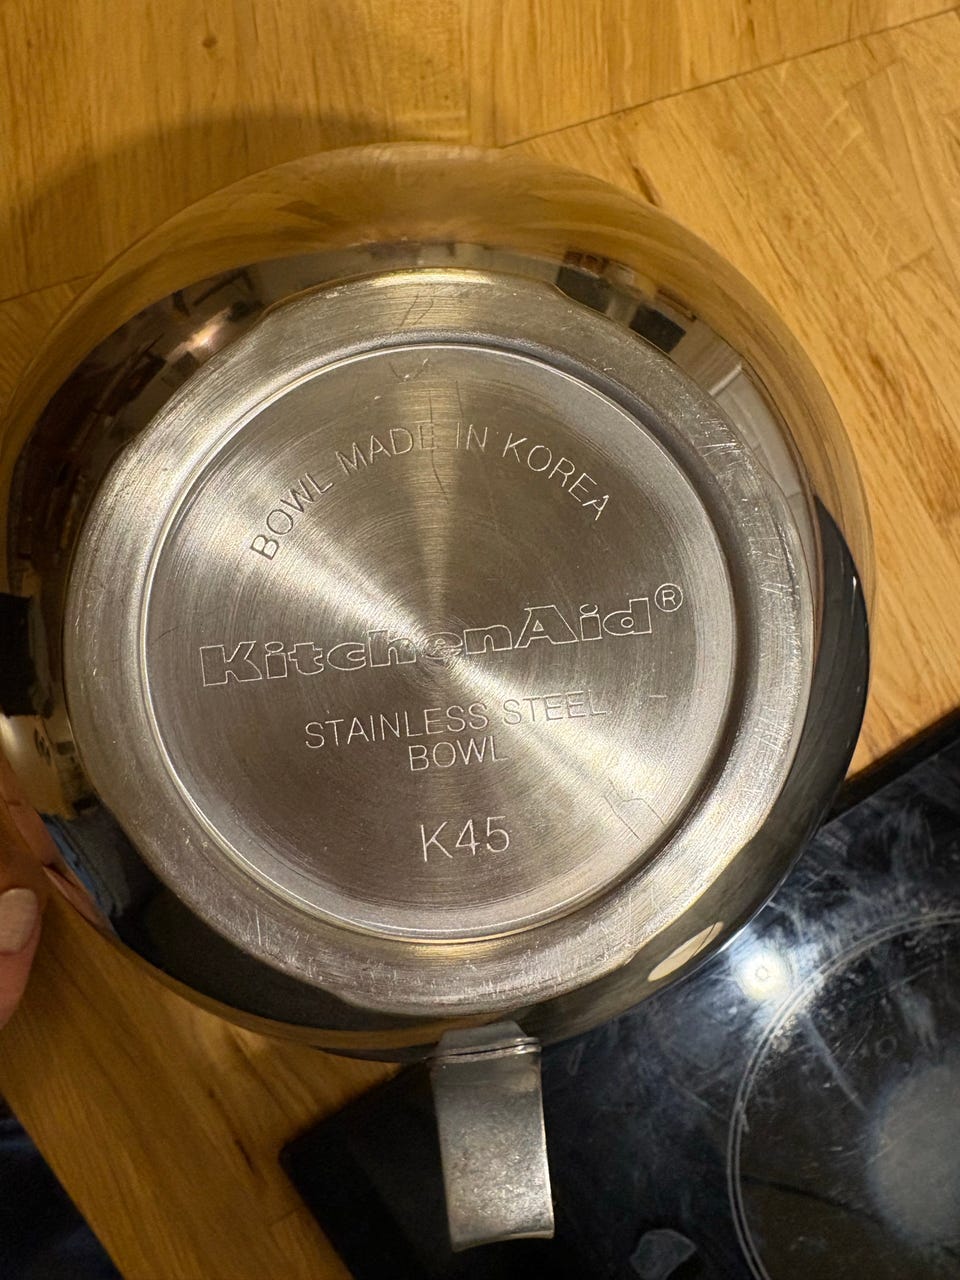 BOWL MADE IN KOREA
KitchenAid®
STAINLESS STEEL
BOWL
K45